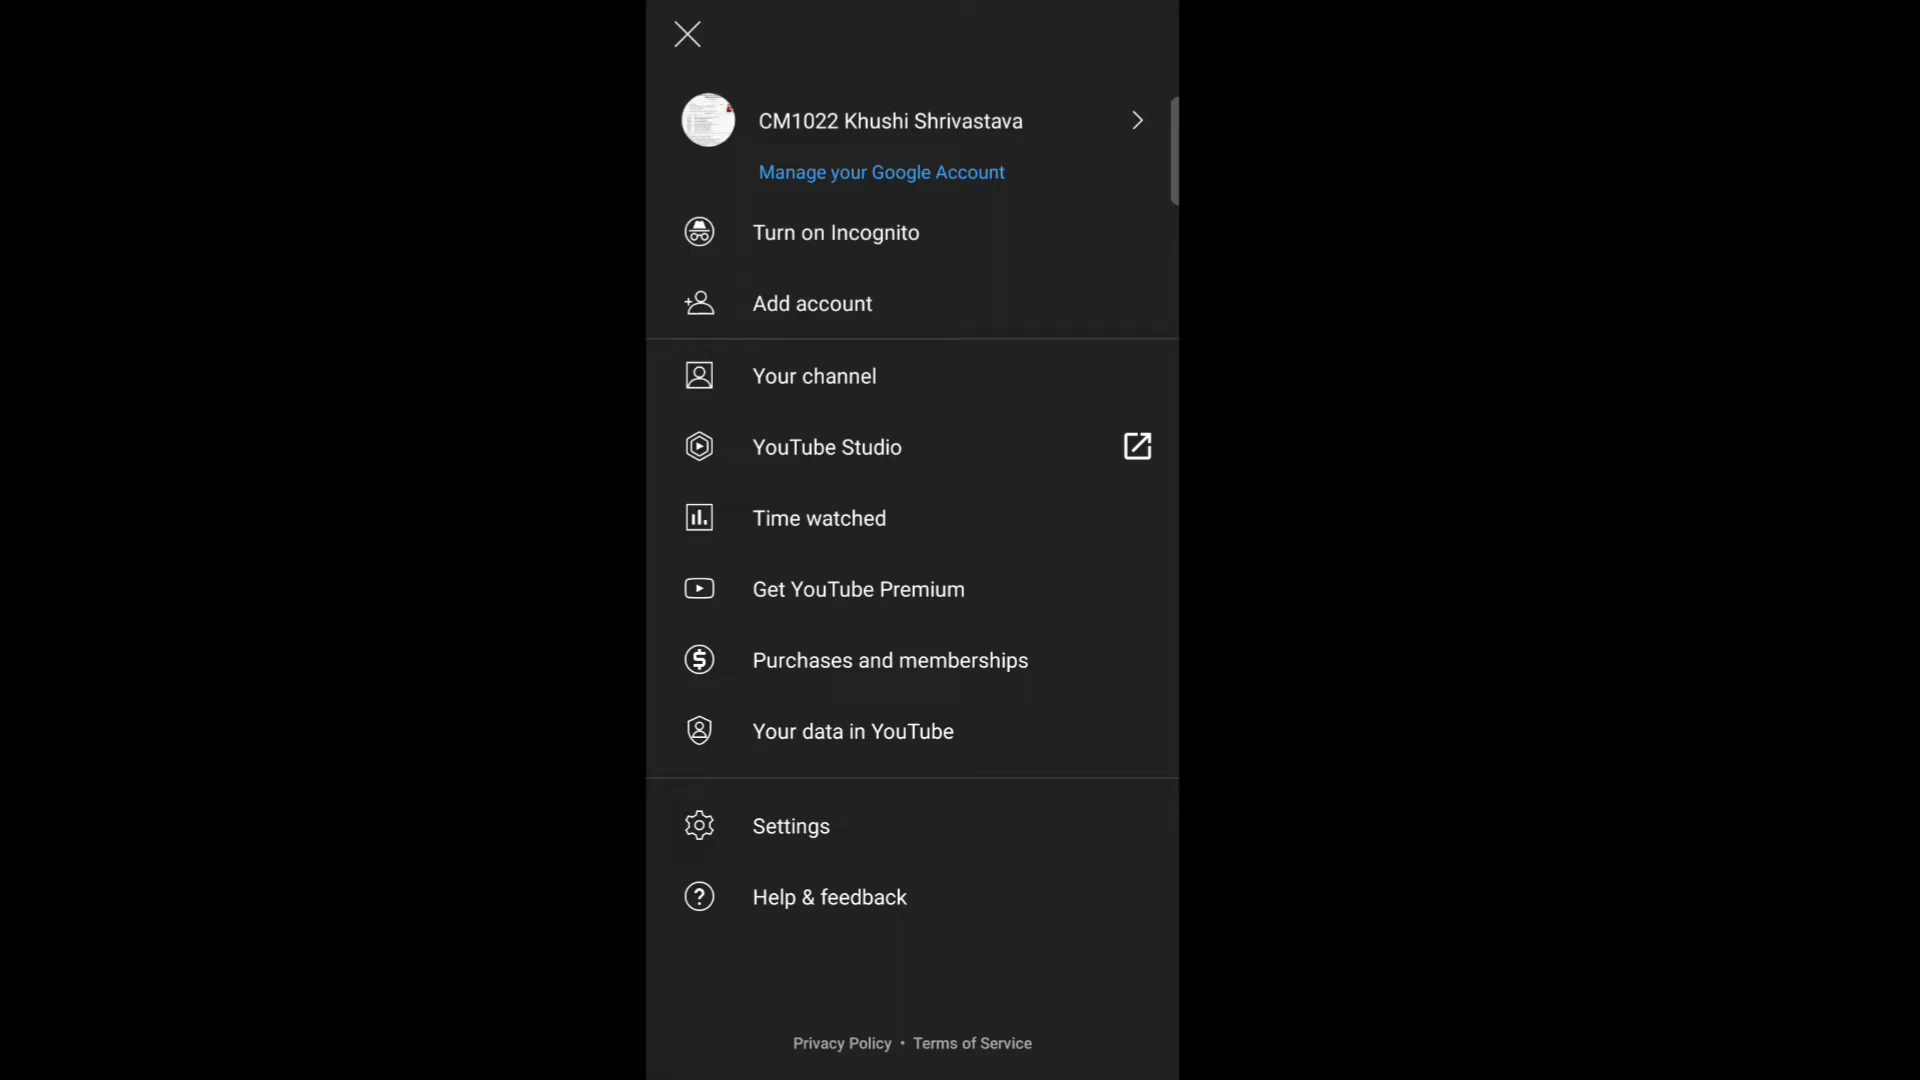 CM1022 Khushi Shrivastava
Manage your Google Account
Turn on Incognito
Add account
Your channel
YouTube Studio
Time watched
Get YouTube Premium
Purchases and memberships
Your data in YouTube
Settings
Help & feedback
Privacy Policy • Terms of Service